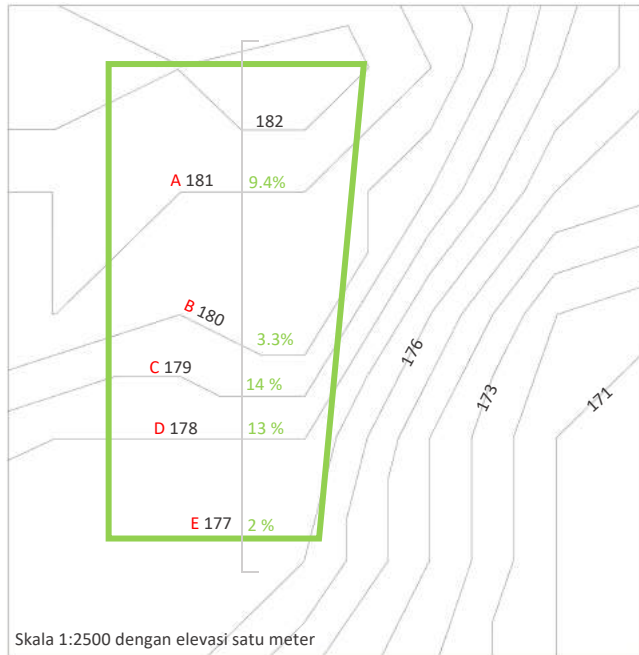 182
A 181 9.4%
B 180
3.3%
C 179
14 %
D 178 13 %
E 177 2 %
176
173
171
Skala 1:2500 dengan elevasi satu meter